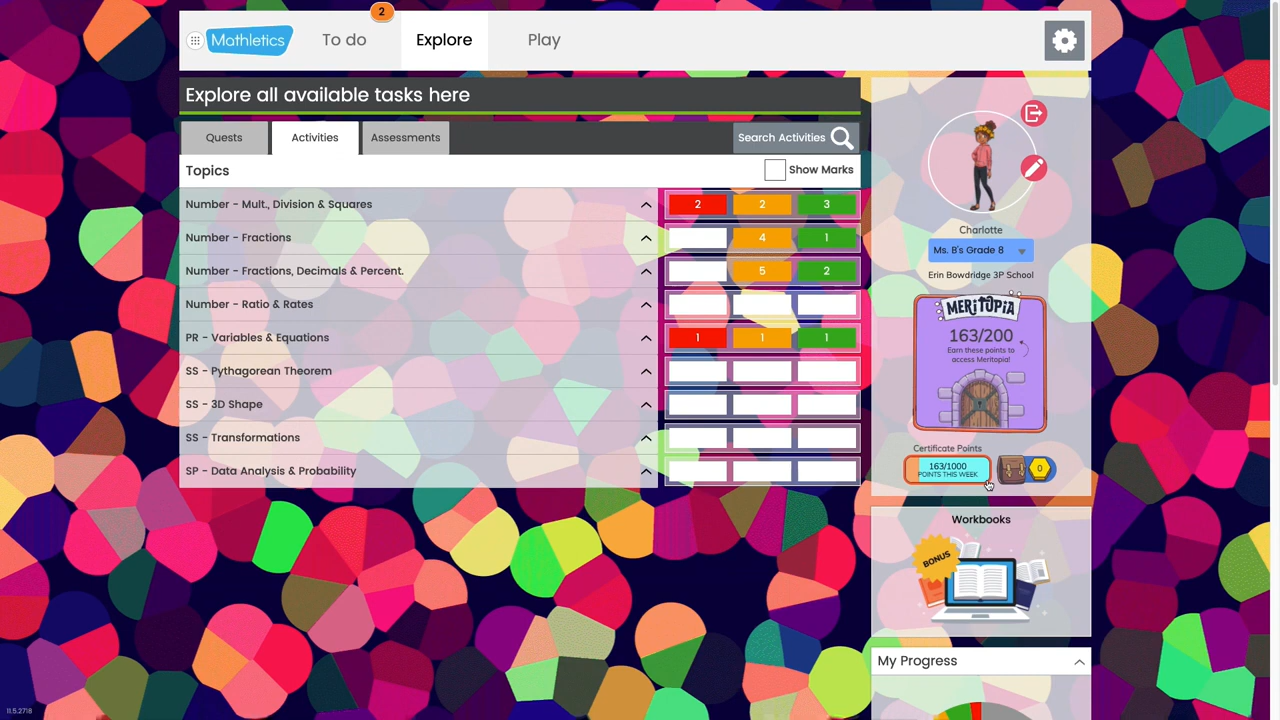 2
Mathletics
To do
Explore
Play
Explore all available tasks here
Quests
Activities
Assessments
Search Activities
Topics
Show Marks
Number - Mult., Division & Squares
2
2
3
Number - Fractions
4
1
Number - Fractions, Decimals & Percent.
5
2
Number - Ratio & Rates
PR - Variables & Equations
1
1
1
SS - Pythagorean Theorem
SS - 3D Shape
SS - Transformations
SP - Data Analysis & Probability
Charlotte
Ms. B's Grade 8
Erin Bowdridge 3P School
MERITOPIA
163/200
Earn these points to
access Meritopia!
Certificate Points
163/1000
POINTS THIS WEEK
0
Workbooks
BONUS
My Progress
11.5.2718